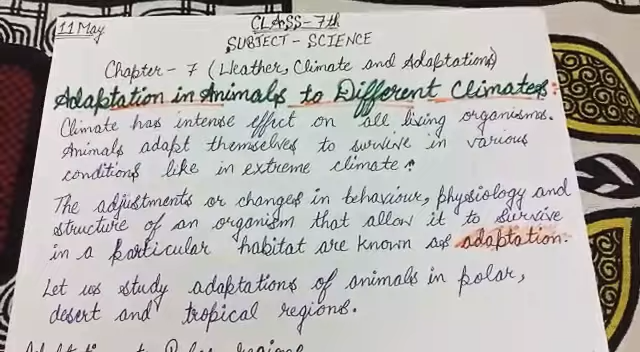 11 May
CLASS-7th
SUBJECT - SCIENCE
Chapter - 7 (Weather, Climate and Adaptations)
Adaptation in Animals to Different Climates:
Climate has intense effect on all living organisms.
Animals adapt themselves to survive in various
conditions like in extreme climate.
The adjustments or changes in behaviour, physiology and
structure of an organism that allow it to survive
in a particular habitat are known as adaptation.
Let us study adaptations of animals in polar,
desert and tropical regions.